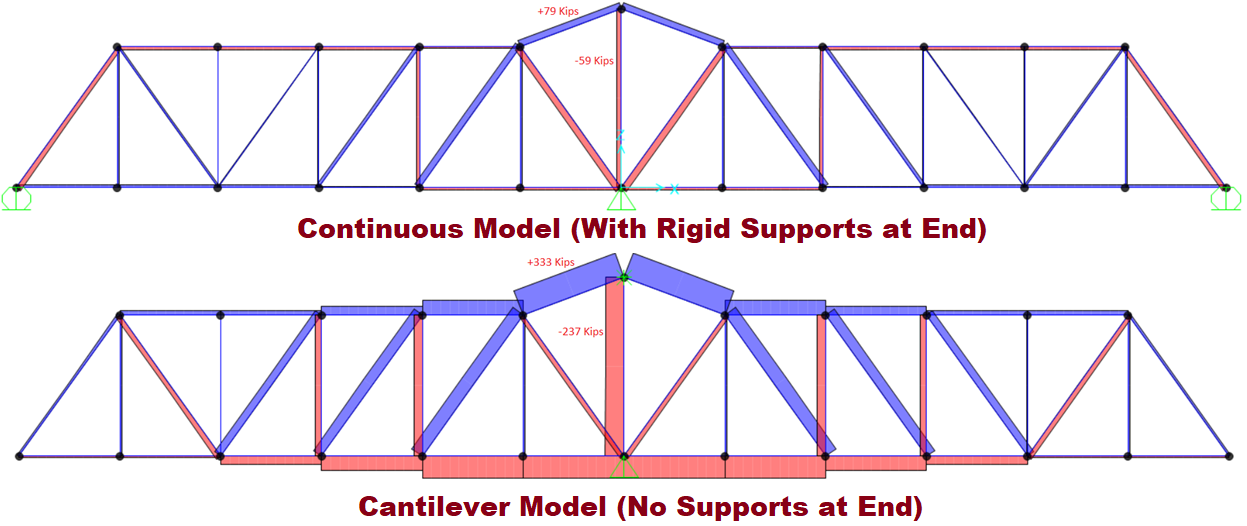 +79 Kips
-59 Kips
Y
X
Continuous Model (With Rigid Supports at End)
+333 Kips
-237 Kips
Cantilever Model (No Supports at End)